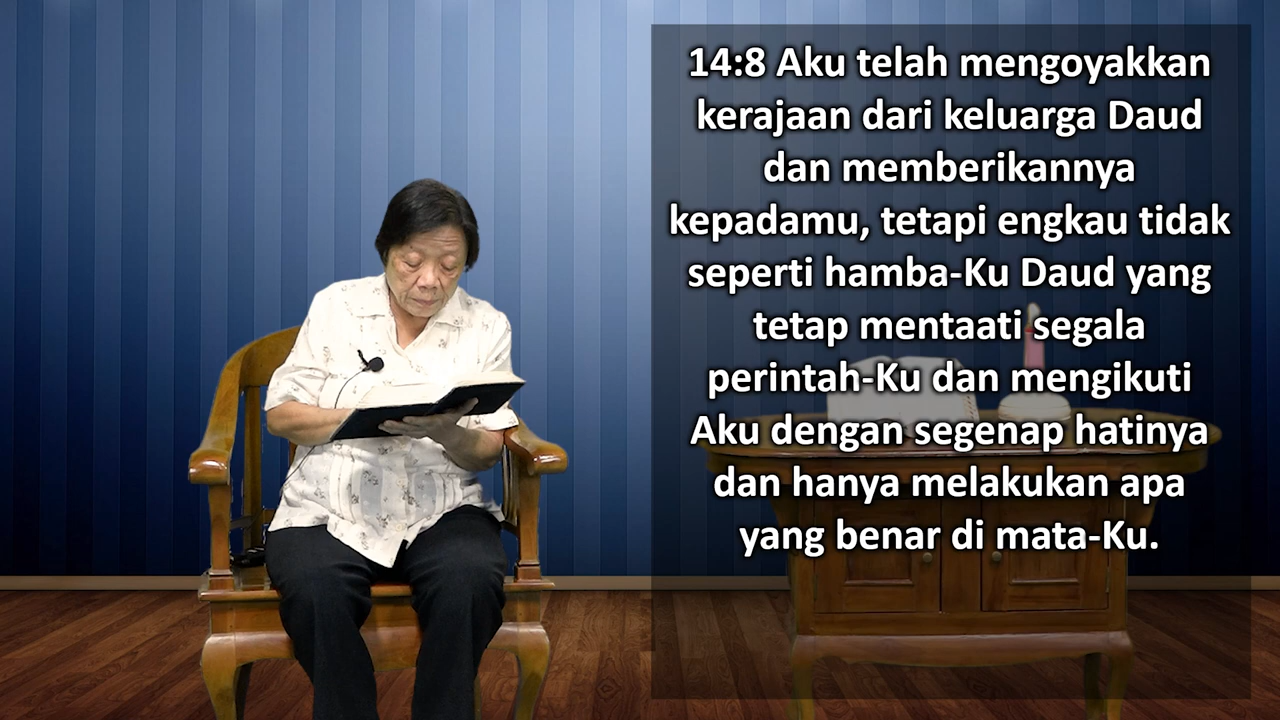 14:8 Aku telah mengoyakkan
kerajaan dari keluarga Daud
dan memberikannya
kepadamu, tetapi engkau tidak
seperti hamba-Ku Daud yang
tetap mentaati segala
perintah-Ku dan mengikuti
Aku dengan segenap hatinya
dan hanya melakukan apa
yang benar di mata-Ku.